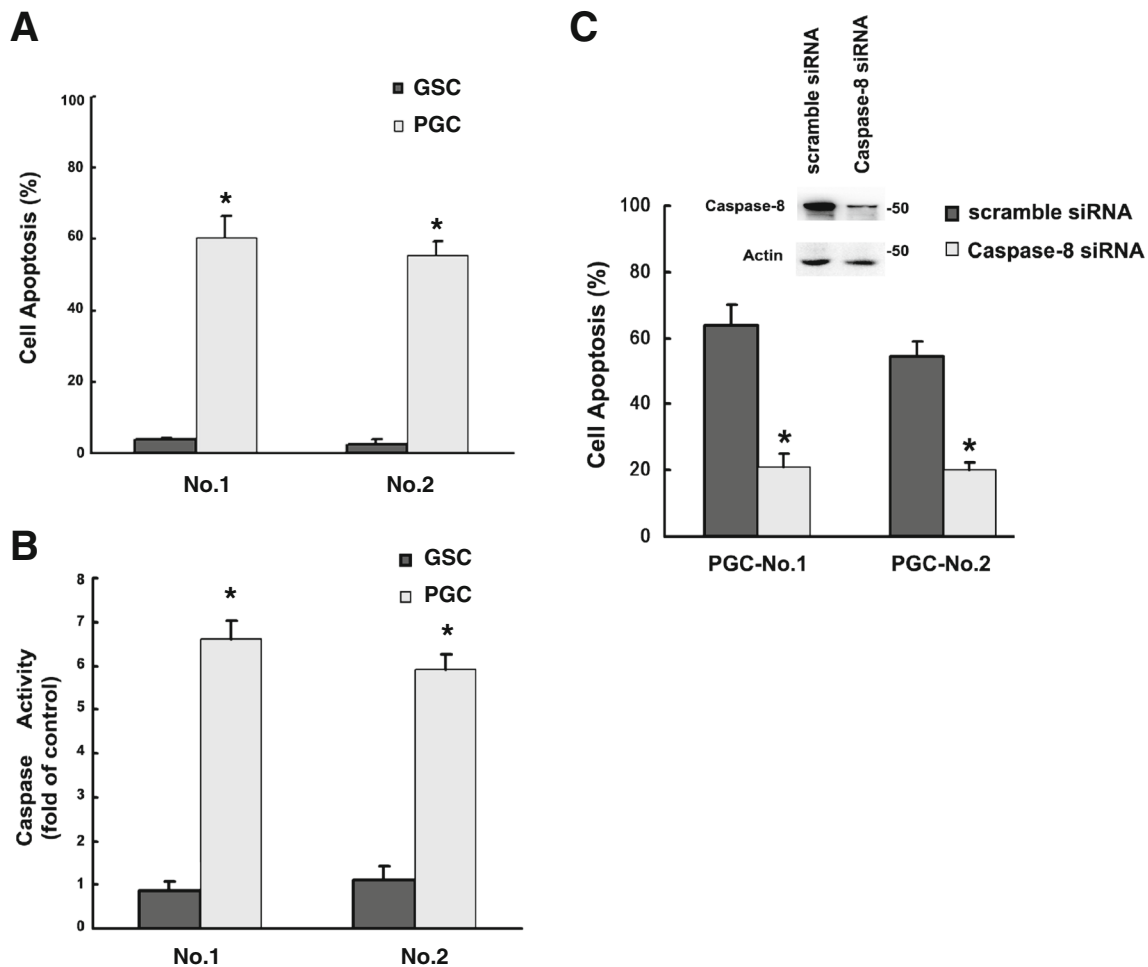 A
GSC
PGC
Cell Apoptosis (%)
100
80
60
40
20
0
*
*
No.1
No.2
B
GSC
PGC
Caspase Activity
(fold of control)
8
7
6
5
4
3
2
1
0
*
*
No.1
No.2
C
scramble siRNA
Caspase-8 siRNA
Caspase-8
-50
Actin
-50
scramble siRNA
Caspase-8 siRNA
Cell Apoptosis (%)
100
80
60
40
20
0
*
*
PGC-No.1
PGC-No.2